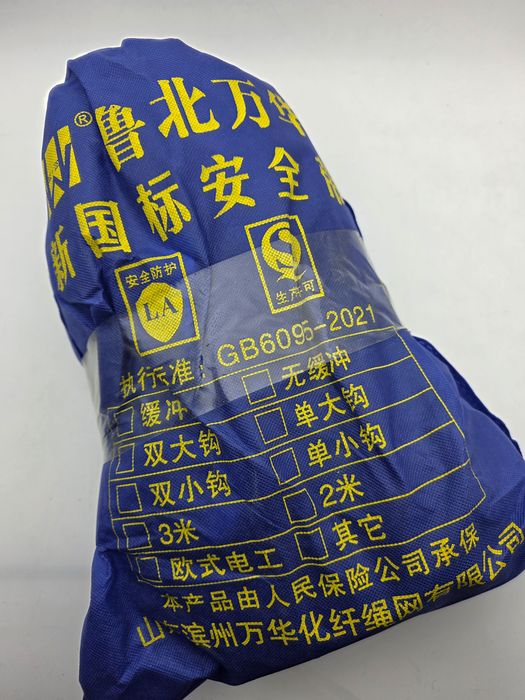 ®鲁北万华
新国标安全
安全防护
LA
生产许可
执行标准：GB6095-2021
缓冲 无缓冲
双大钩 单大钩
双小钩 单小钩
3米 2米
欧式电工 其它
本产品由人民保险公司承保
山东滨州万华化纤绳网有限公司